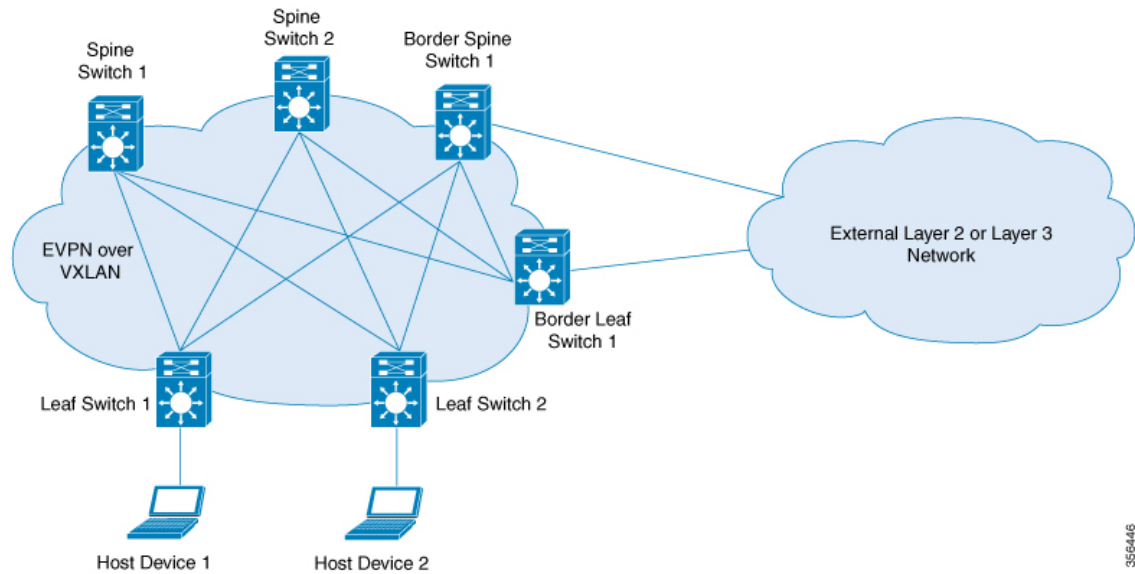 Spine
Switch 2
Spine
Switch 1
Border Spine
Switch 1
EVPN over
VXLAN
External Layer 2 or Layer 3
Network
Border Leaf
Switch 1
Leaf Switch 1
Leaf Switch 2
Host Device 1
Host Device 2
356446